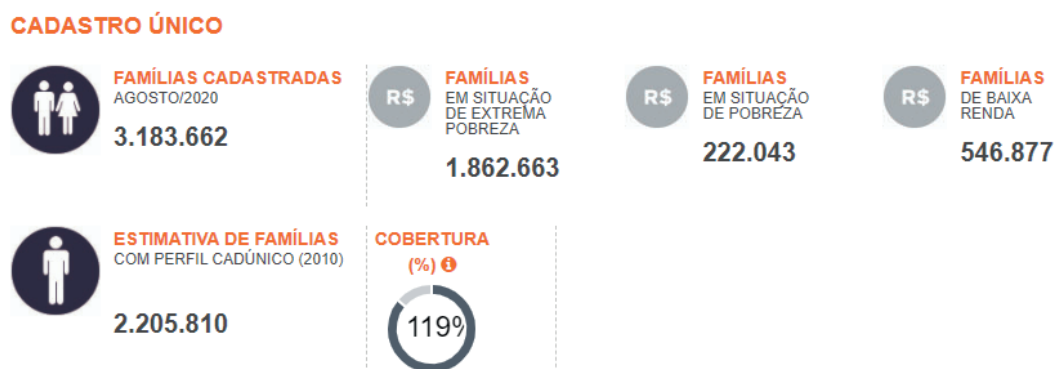 CADASTRO ÚNICO
FAMÍLIAS CADASTRADAS
AGOSTO/2020
3.183.662
R$
FAMÍLIAS
EM SITUAÇÃO
DE EXTREMA
POBREZA
1.862.663
R$
FAMÍLIAS
EM SITUAÇÃO
DE POBREZA
222.043
R$
FAMÍLIAS
DE BAIXA
RENDA
546.877
ESTIMATIVA DE FAMÍLIAS
COM PERFIL CADÚNICO (2010)
2.205.810
COBERTURA
(%) i
119%